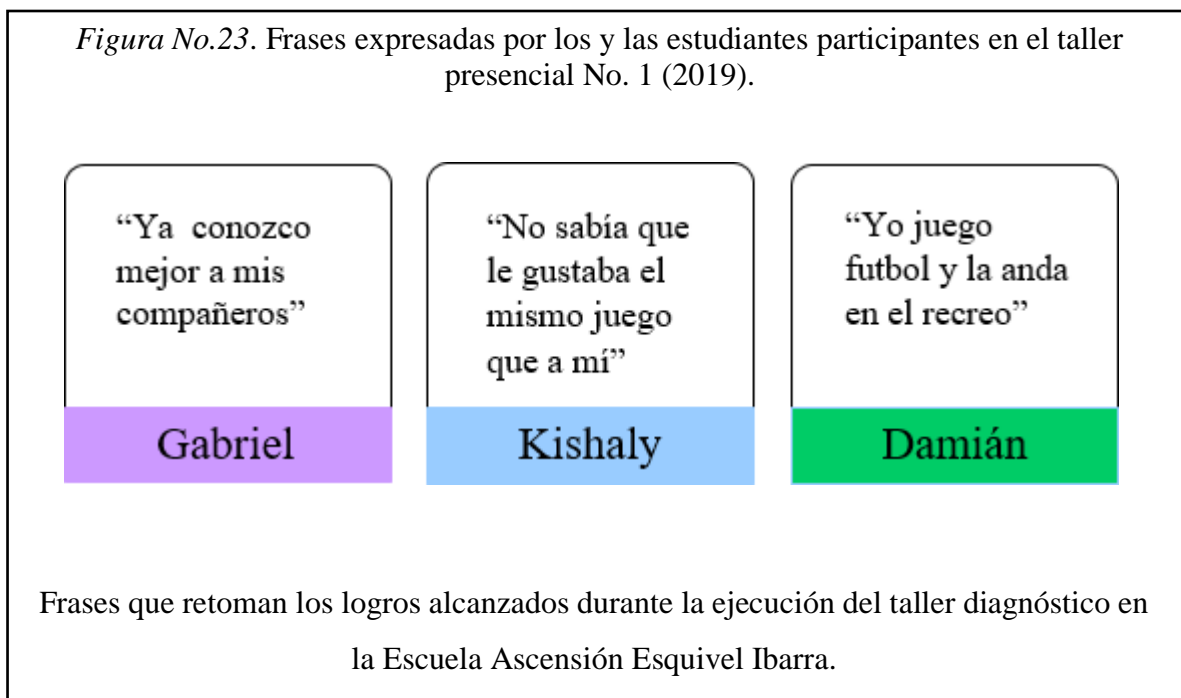 Figura No.23. Frases expresadas por los y las estudiantes participantes en el taller
presencial No. 1 (2019).
“Ya conozco
mejor a mis
compañeros”
Gabriel
“No sabía que
le gustaba el
mismo juego
que a mí”
Kishaly
“Yo juego
futbol y la anda
en el recreo”
Damián
Frases que retoman los logros alcanzados durante la ejecución del taller diagnóstico en
la Escuela Ascensión Esquivel Ibarra.